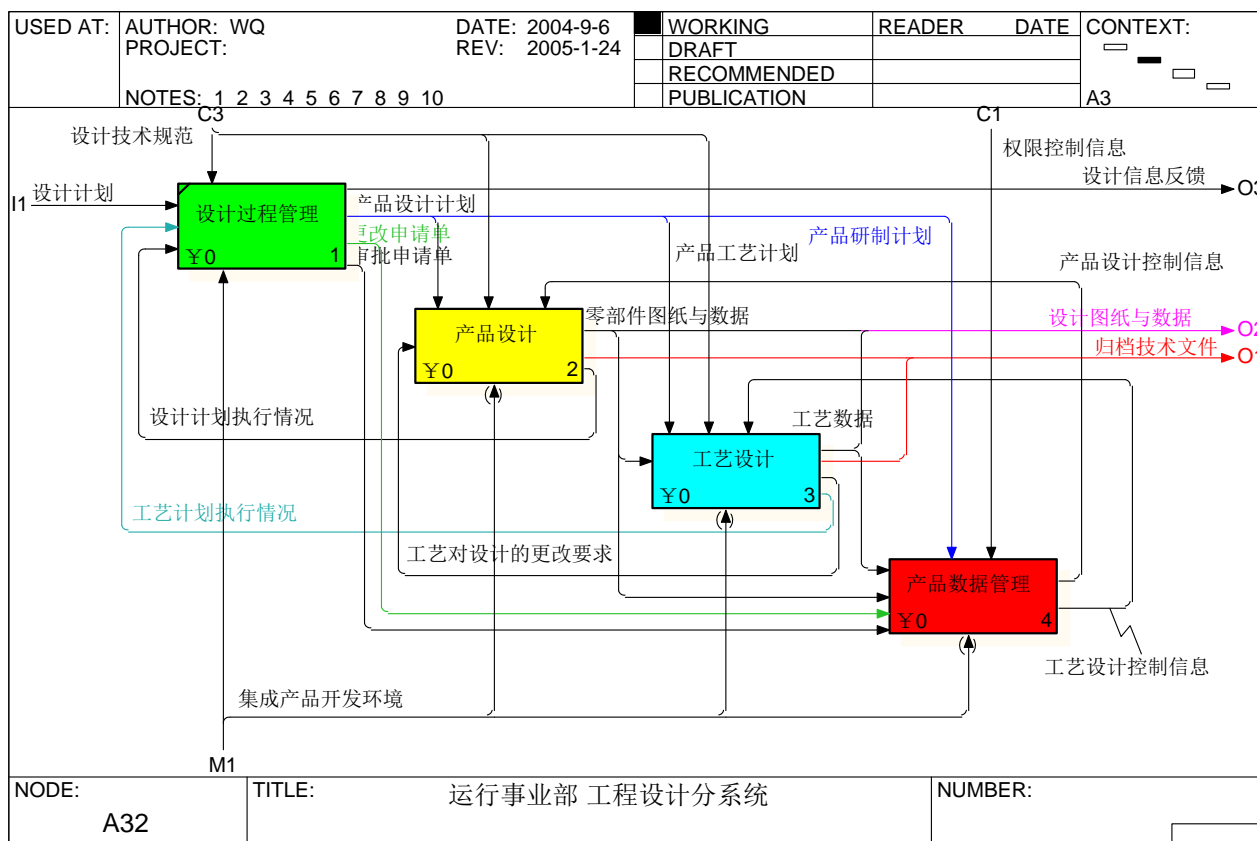 USED AT:
AUTHOR: WQ
DATE: 2004-9-6
PROJECT:
REV: 2005-1-24
NOTES: 1 2 3 4 5 6 7 8 9 10
WORKING
DRAFT
RECOMMENDED
PUBLICATION
READER
DATE
CONTEXT:
A3
C3
C1
设计技术规范
权限控制信息
I1
设计计划
设计信息反馈
O3
设计过程管理
¥0
1
产品设计计划
更改申请单
审批申请单
产品工艺计划
产品研制计划
产品设计控制信息
零部件图纸与数据
设计图纸与数据
O2
归档技术文件
O1
产品设计
¥0
2
设计计划执行情况
工艺数据
工艺设计
¥0
3
工艺计划执行情况
工艺对设计的更改要求
产品数据管理
¥0
4
工艺设计控制信息
集成产品开发环境
M1
NODE:
A32
TITLE:
运行事业部 工程设计分系统
NUMBER: